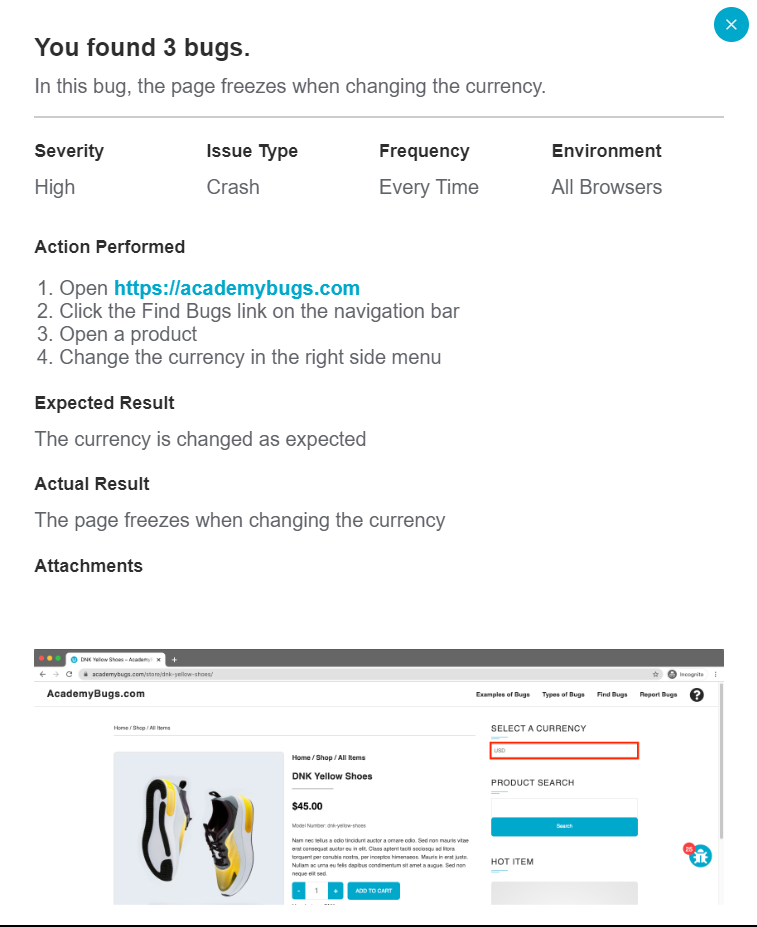 You found 3 bugs.
In this bug, the page freezes when changing the currency.
Severity Issue Type Frequency Environment
High Crash Every Time All Browsers
Action Performed
1. Open https://academybugs.com
2. Click the Find Bugs link on the navigation bar
3. Open a product
4. Change the currency in the right side menu
Expected Result
The currency is changed as expected
Actual Result
The page freezes when changing the currency
Attachments
DNK Yellow Shoes – Academy
academybugs.com/store/dnk-yellow-shoes/
Incognito
AcademyBugs.com
Examples of Bugs Types of Bugs Find Bugs Report Bugs ?
Home / Shop / All Items
SELECT A CURRENCY
USD
Home / Shop / All Items
DNK Yellow Shoes
$45.00
Model Number: dnk-yellow-shoes
Nam nec tellus a odio tincidunt auctor a ornare odio. Sed non mauris vitae
erat consequat auctor eu in elit. Class aptent taciti sociosqu ad litora
torquent per conubia nostra, per inceptos himenaeos. Mauris in erat justo.
Nullam ac urna eu felis dapibus condimentum sit amet a augue. Sed non
neque elit sed.
- 1 + ADD TO CART
PRODUCT SEARCH
Search
HOT ITEM
25